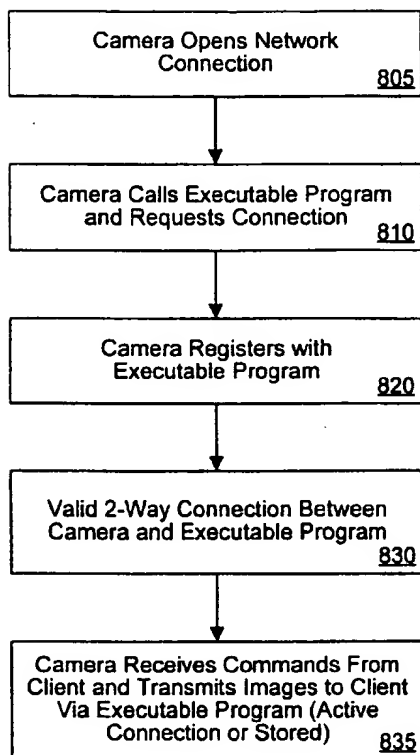 Camera Opens Network
Connection
805
Camera Calls Executable Program
and Requests Connection
810
Camera Registers with
Executable Program
820
Valid 2-Way Connection Between
Camera and Executable Program
830
Camera Receives Commands From
Client and Transmits Images to Client
Via Executable Program (Active
Connection or Stored)
835